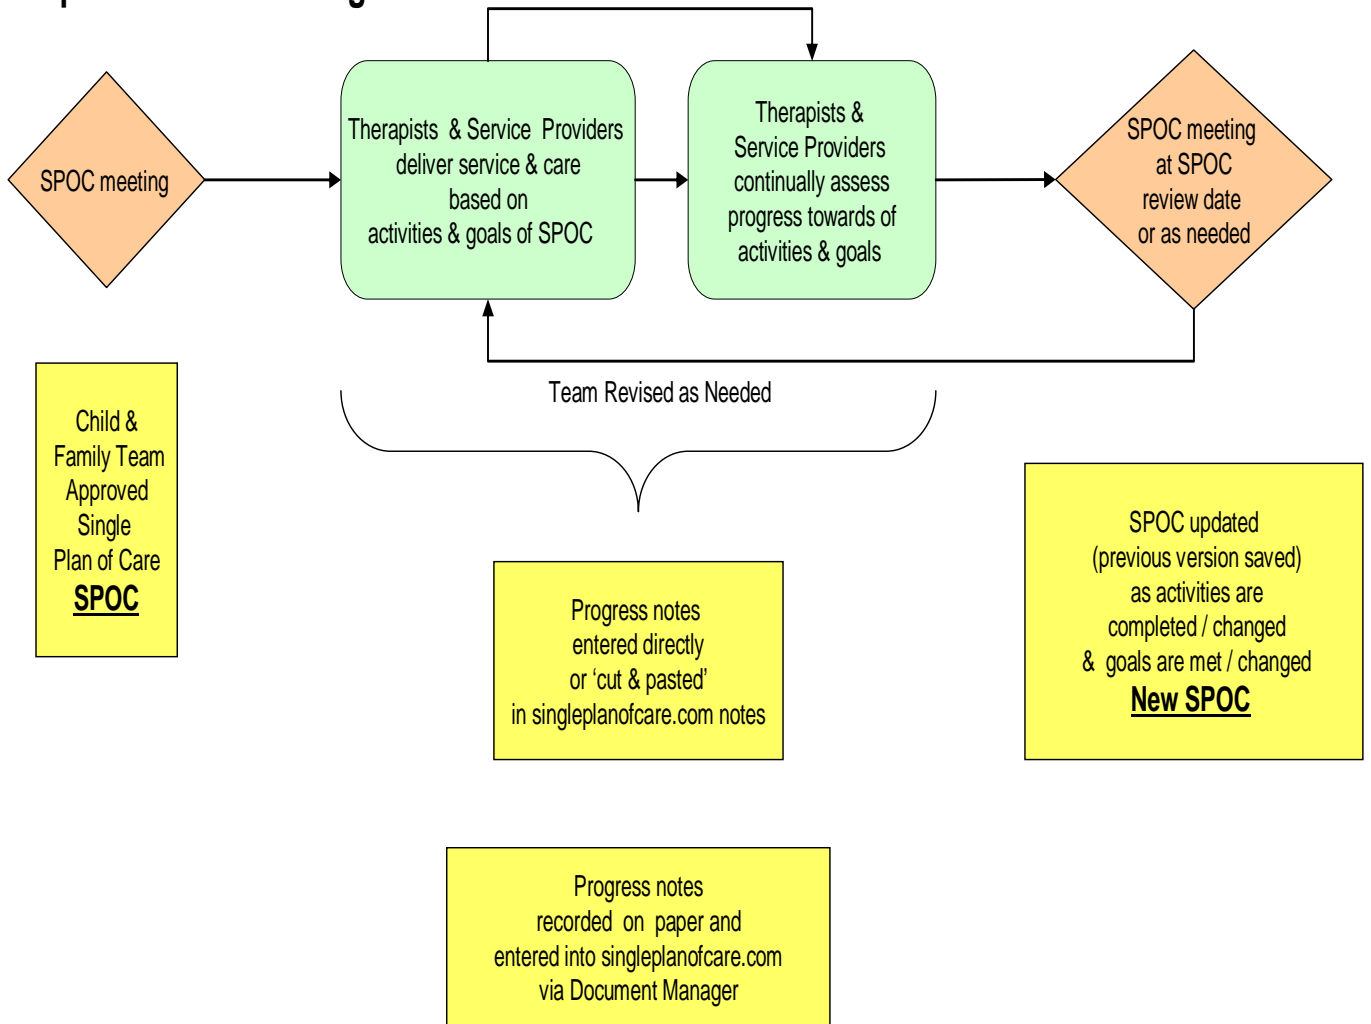 SPOC meeting
Therapists & Service Providers
deliver service & care
based on
activities & goals of SPOC
Therapists &
Service Providers
continually assess
progress towards of
activities & goals
SPOC meeting
at SPOC
review date
or as needed
Team Revised as Needed
Child &
Family Team
Approved
Single
Plan of Care
SPOC
Progress notes
entered directly
or ‘cut & pasted’
in singleplanofcare.com notes
SPOC updated
(previous version saved)
as activities are
completed / changed
& goals are met / changed
New SPOC
Progress notes
recorded on paper and
entered into singleplanofcare.com
via Document Manager